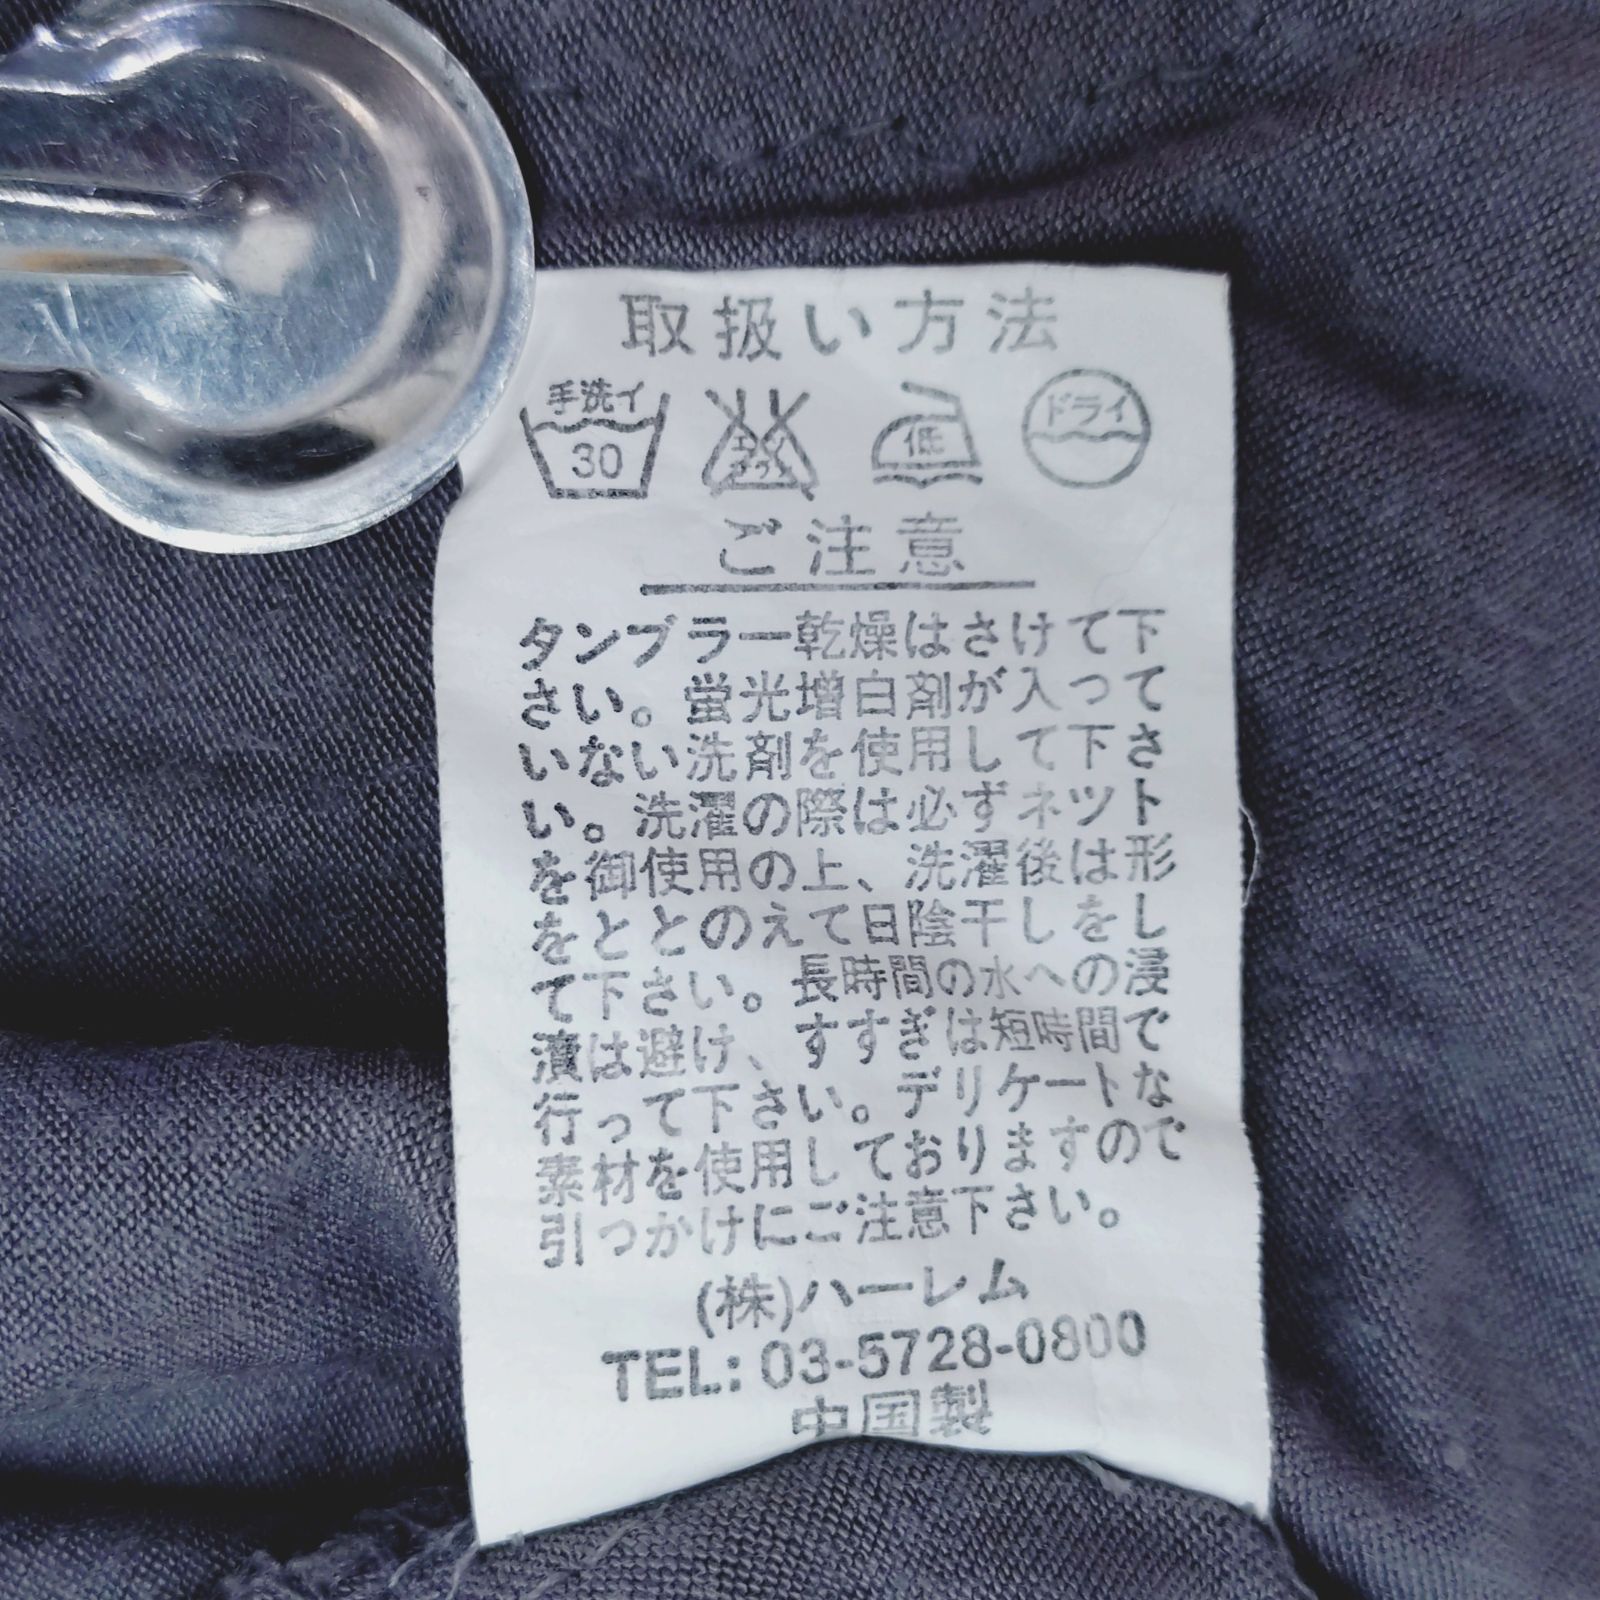 取扱い方法
手洗イ
30
エンソ
サラシ
低
ドライ
ご注意
タンブラー乾燥はさけて下
さい。蛍光増白剤が入って
いない洗剤を使用して下さ
い。洗濯の際は必ずネツト
を御使用の上、洗濯後は形
をととのえて日陰干しをし
て下さい。長時間の水への浸
漬は避け、すすぎは短時間で
行って下さい。デリケートな
素材を使用しておりますので
引つかけにご注意下さい。
(株)ハーレム
TEL: 03-5728-0800
中国製